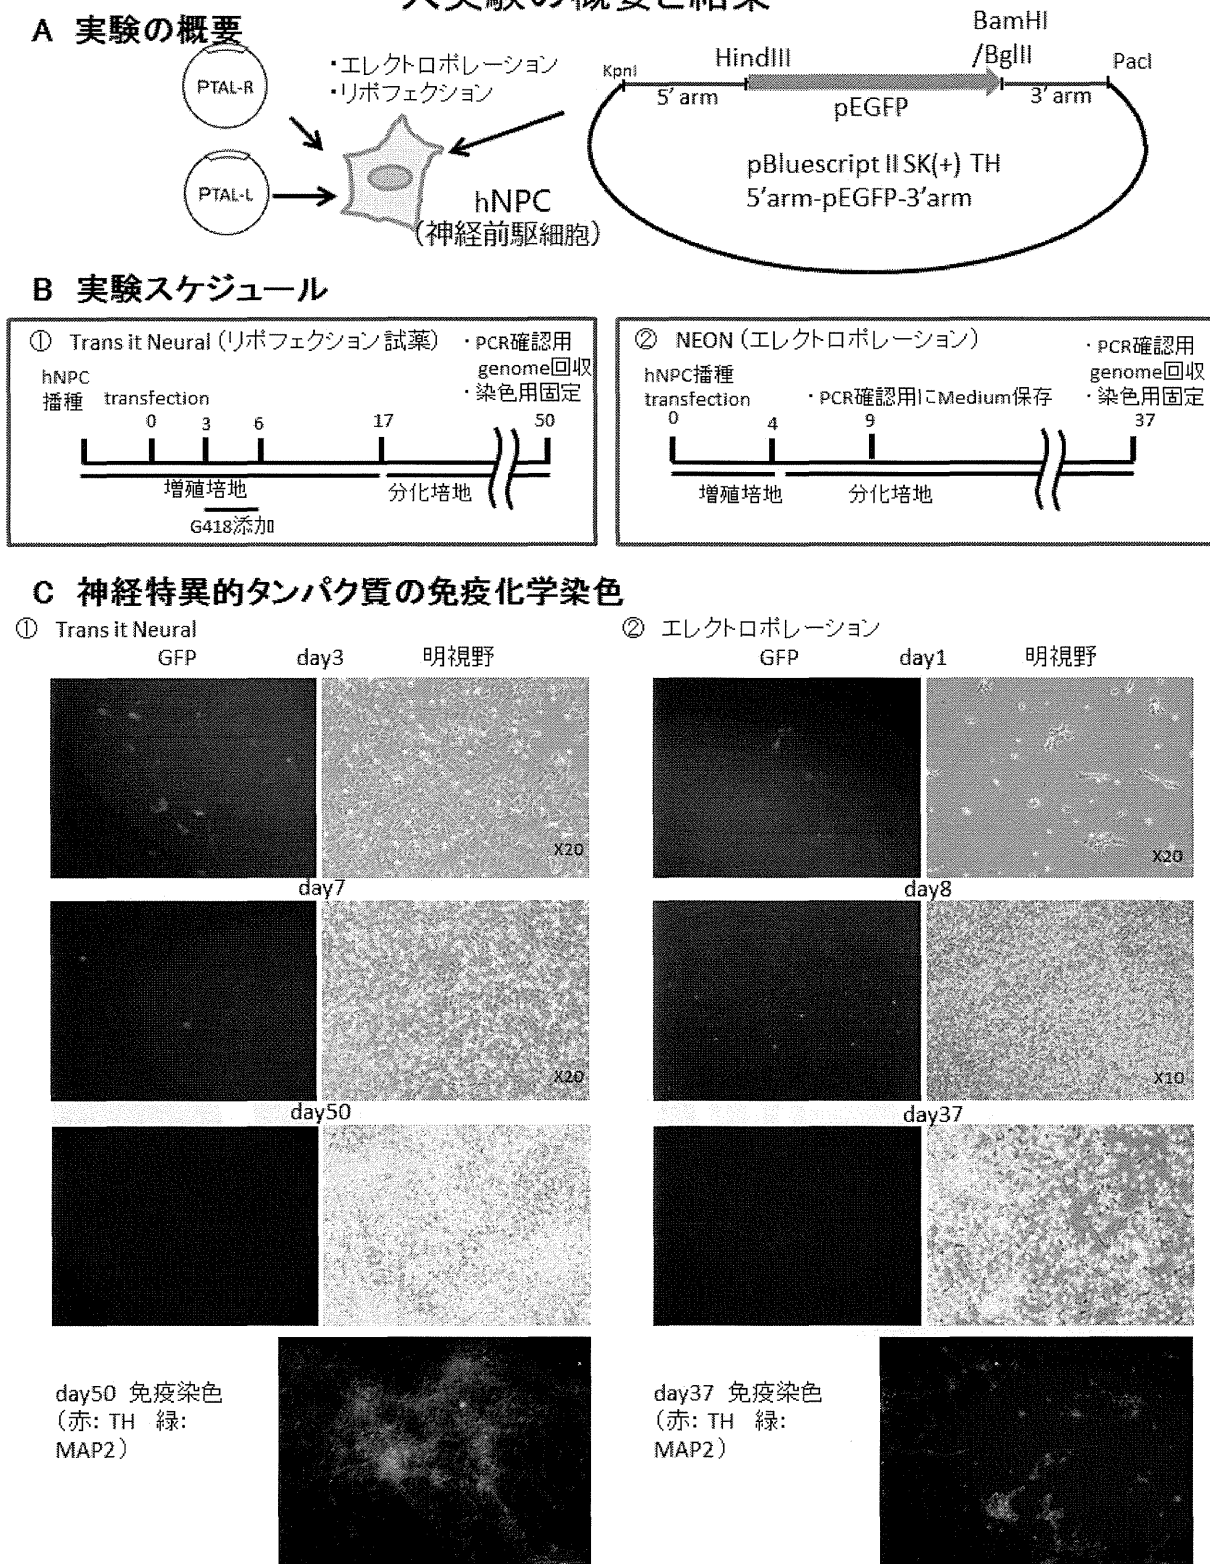 A 実験の概要
PTAL-R
PTAL-L
・エレクトロポレーション
・リポフェクション
hNPC
(神経前駆細胞)
KpnI
HindIII
BamHI
/BglII
PacI
5' arm
pEGFP
3' arm
pBluescript II SK(+) TH
5'arm-pEGFP-3'arm
B 実験スケジュール
① Trans it Neural (リポフェクション試薬)
・PCR確認用
genome回収
・染色用固定
hNPC
播種
transfection
0 3 6 17 50
増殖培地
分化培地
G418添加
② NEON (エレクトロポレーション)
・PCR確認用
genome回収
・染色用固定
hNPC播種
transfection
・PCR確認用にMedium保存
0 4 9 37
増殖培地
分化培地
C 神経特異的タンパク質の免疫化学染色
① Trans it Neural
GFP day3 明視野
X20
day7
X20
day50
day50 免疫染色
(赤: TH 緑:
MAP2)
② エレクトロポレーション
GFP day1 明視野
X20
day8
X10
day37
day37 免疫染色
(赤: TH 緑:
MAP2)